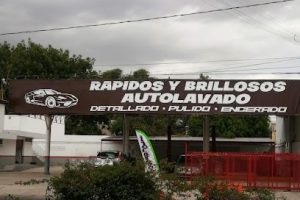 RAPIDOS Y BRILLOSOS
AUTOLAVADO
DETALLADO • PULIDO • ENCERADO